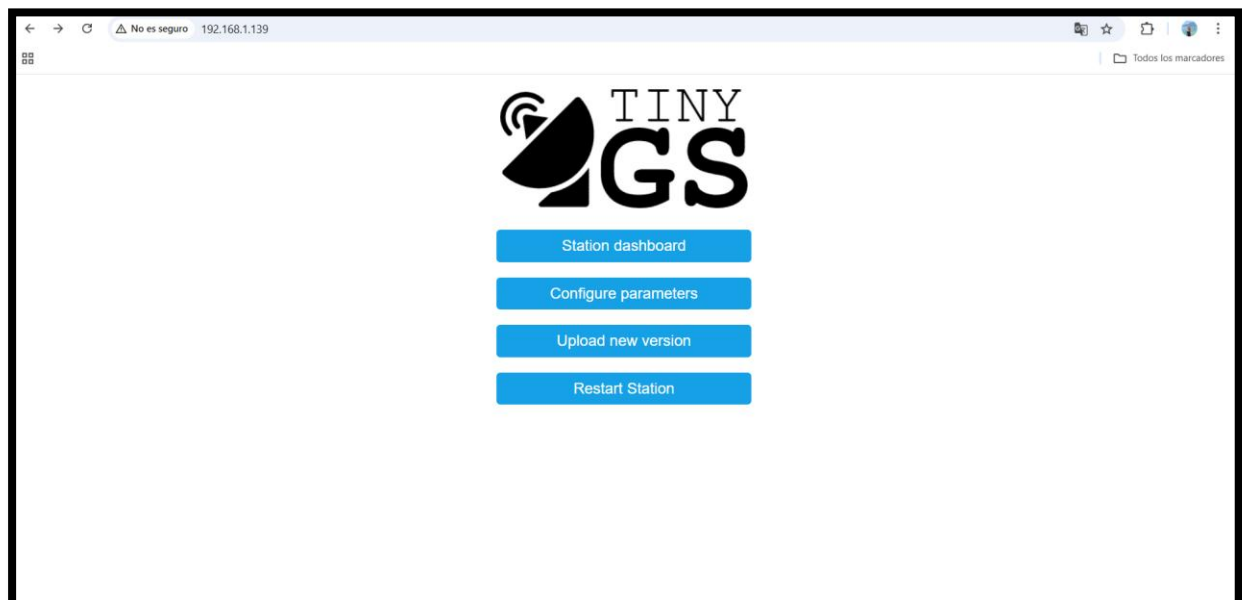 No es seguro 192.168.1.139
Todos los marcadores
TINY
GS
Station dashboard
Configure parameters
Upload new version
Restart Station